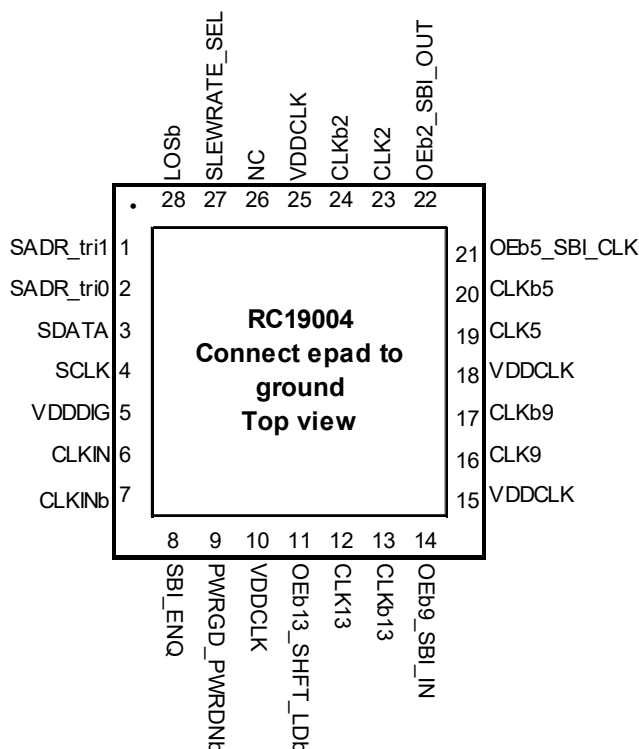 LOSb
SLEWRATE_SEL
NC
VDDCLK
CLKb2
CLK2
OEb2_SBI_OUT
28 27 26 25 24 23 22
SADR_tri1 1
SADR_tri0 2
SDATA 3
SCLK 4
VDDDIG 5
CLKIN 6
CLKINb 7
RC19004
Connect epad to
ground
Top view
21 OEb5_SBI_CLK
20 CLKb5
19 CLK5
18 VDDCLK
17 CLKb9
16 CLK9
15 VDDCLK
8 9 10 11 12 13 14
SBI_ENQ
PWRGD_PWRDNb
VDDCLK
OEb13_SHFT_LDb
CLK13
CLKb13
OEb9_SBI_IN